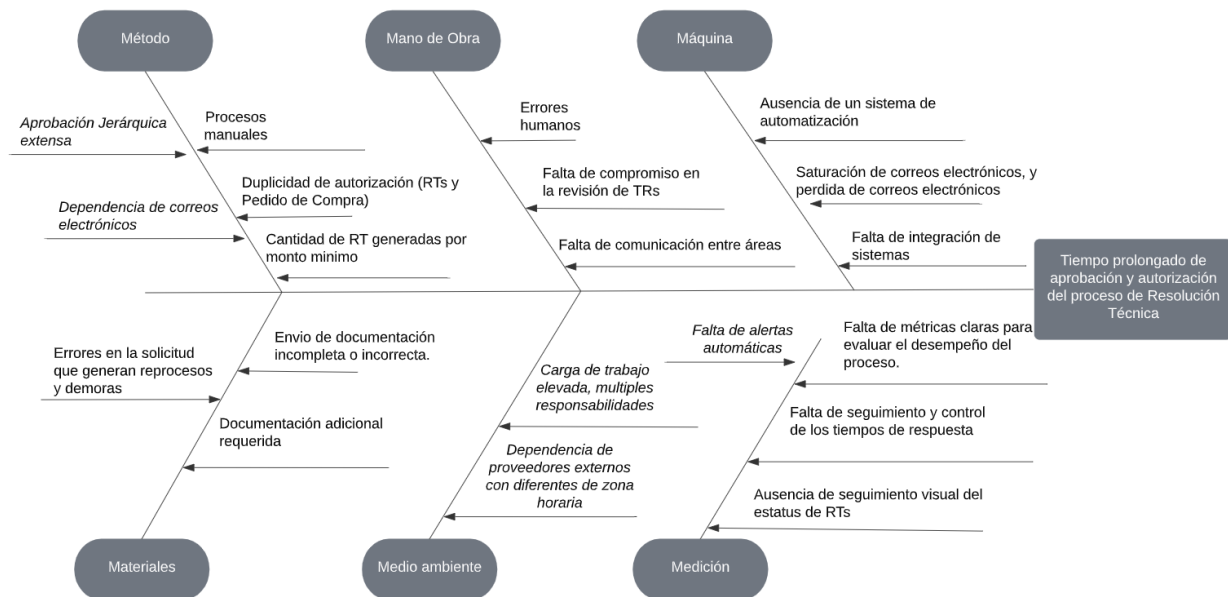 Método
Mano de Obra
Máquina
Aprobación Jerárquica
extensa
Procesos
manuales
Dependencia de correos
electrónicos
Duplicidad de autorización (RTs y
Pedido de Compra)
Cantidad de RT generadas por
monto minimo
Errores
humanos
Falta de compromiso en
la revisión de TRs
Falta de comunicación entre áreas
Ausencia de un sistema de
automatización
Saturación de correos electrónicos, y
perdida de correos electrónicos
Falta de integración de
sistemas
Tiempo prolongado de
aprobación y autorización
del proceso de Resolución
Técnica
Errores en la solicitud
que generan reprocesos
y demoras
Envio de documentación
incompleta o incorrecta.
Documentación adicional
requerida
Carga de trabajo
elevada, multiples
responsabilidades
Dependencia de
proveedores externos
con diferentes de zona
horaria
Falta de alertas
automáticas
Falta de métricas claras para
evaluar el desempeño del
proceso.
Falta de seguimiento y control
de los tiempos de respuesta
Ausencia de seguimiento visual del
estatus de RTs
Materiales
Medio ambiente
Medición